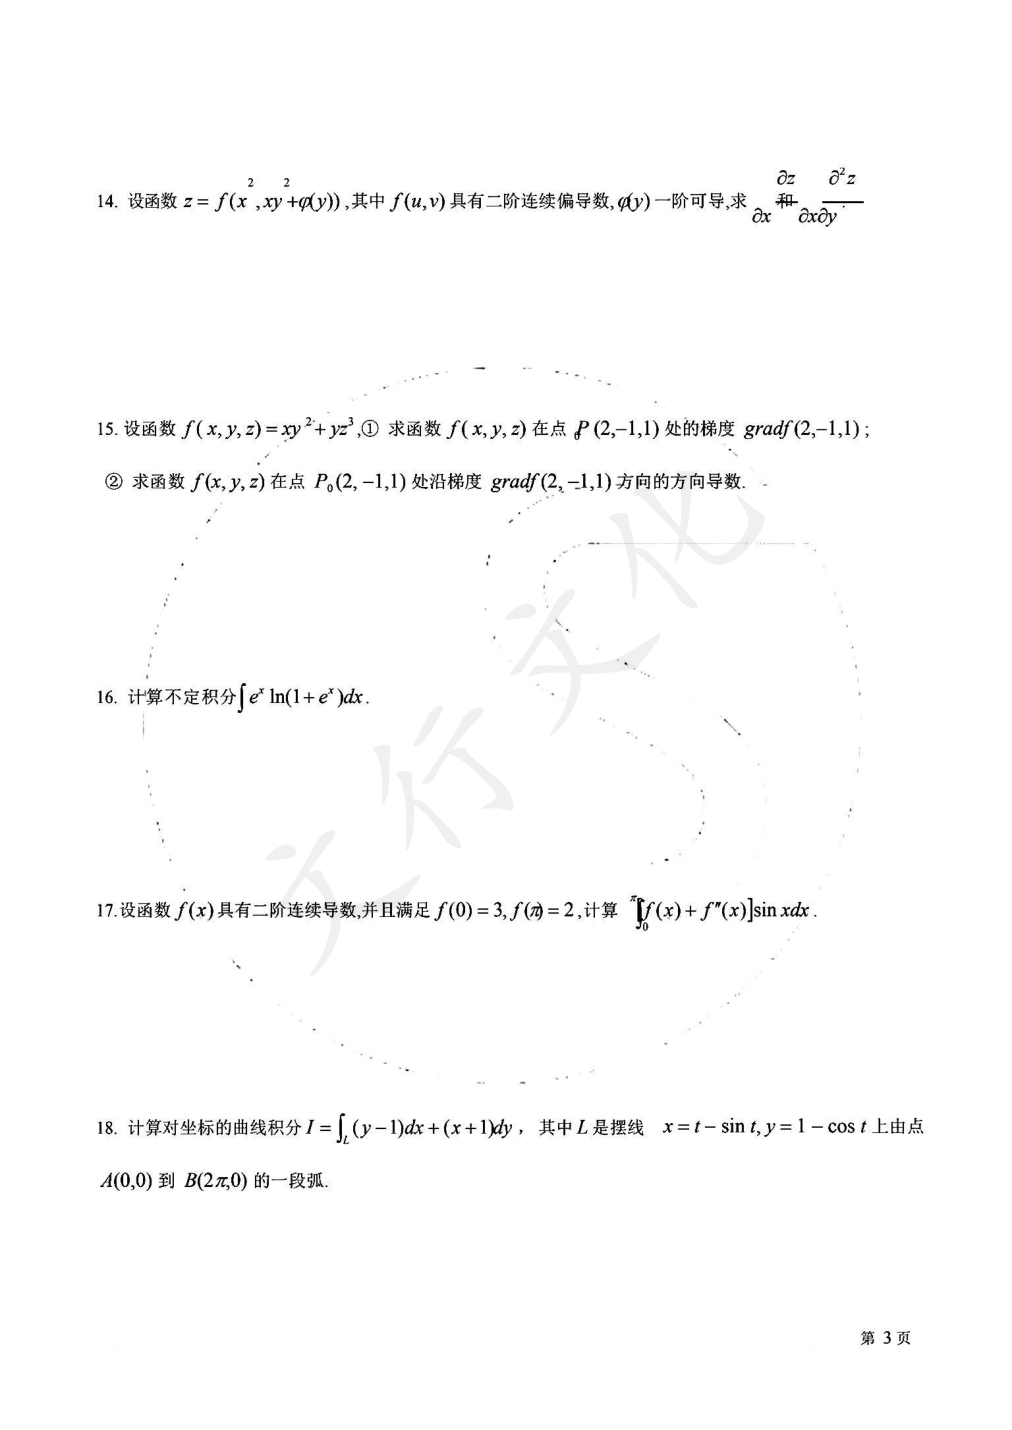 14. 设函数 z = f(x², xy² + φ(y)),其中 f(u,v) 具有二阶连续偏导数, φ(y) 一阶可导,求 ∂z/∂x 和 ∂²z/∂x∂y .
15. 设函数 f(x, y, z) = xy² + yz³,① 求函数 f(x, y, z) 在点 P₀(2,−1,1) 处的梯度 gradf(2,−1,1) ;
② 求函数 f(x, y, z) 在点 P₀(2, −1,1) 处沿梯度 gradf(2, −1,1) 方向的方向导数.
16. 计算不定积分∫eˣ ln(1+eˣ)dx .
17.设函数 f(x) 具有二阶连续导数,并且满足 f(0) = 3, f(π) = 2 ,计算 ∫₀^π[f(x) + f″(x)]sin xdx .
18. 计算对坐标的曲线积分 I = ∫_L (y−1)dx + (x+1)dy ， 其中 L 是摆线 x = t − sin t, y = 1 − cos t 上由点
A(0,0) 到 B(2π,0) 的一段弧.
文行文化
第 3 页